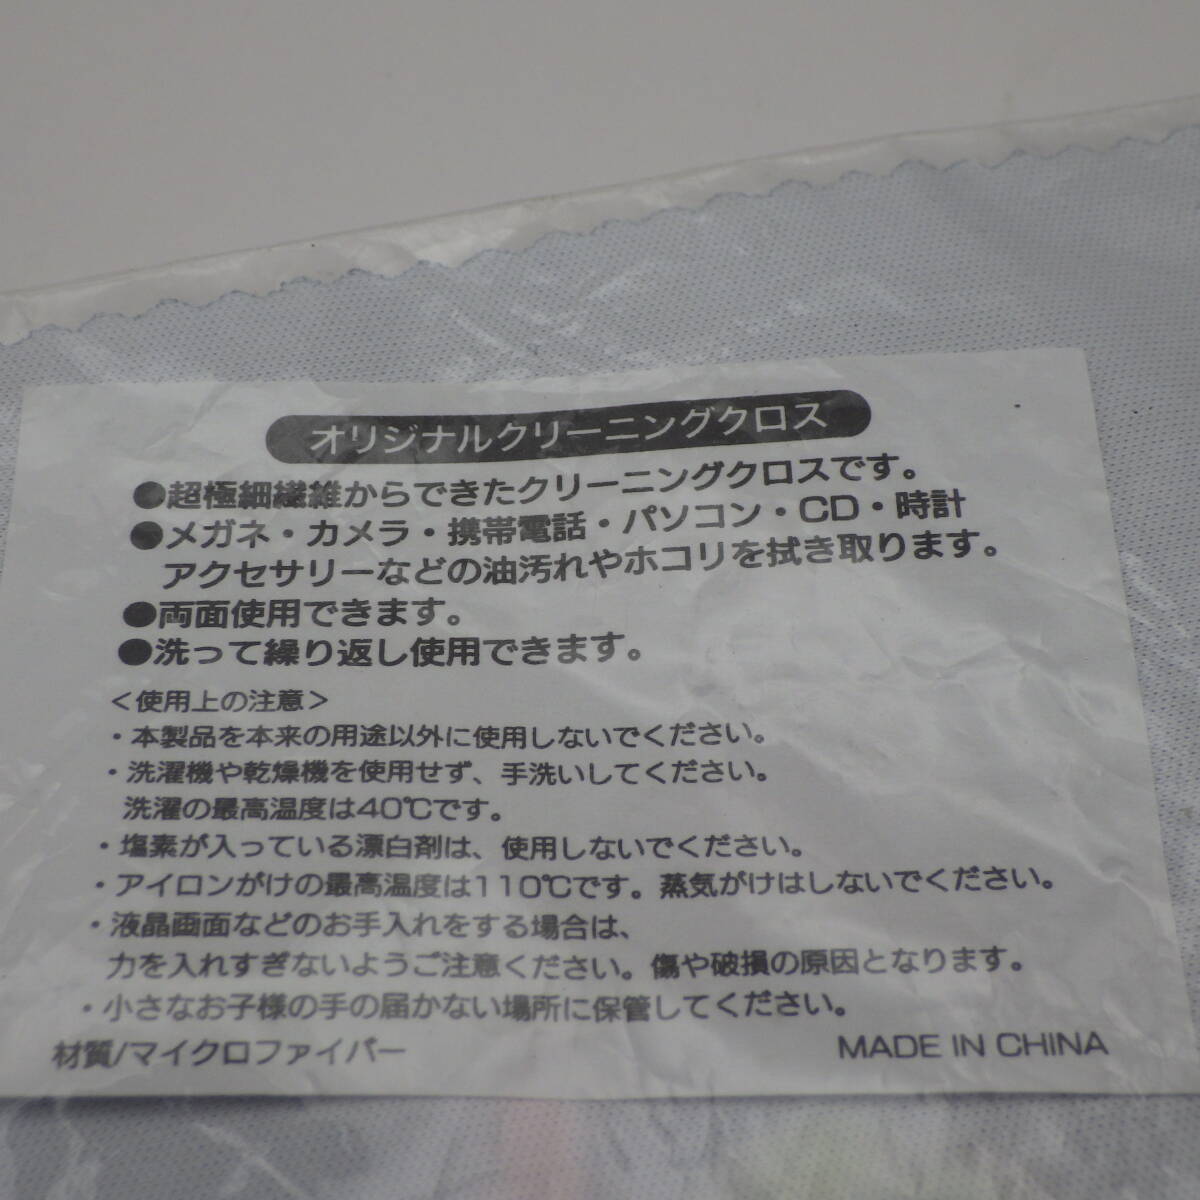 オリジナルクリーニングクロス
●超極細繊維からできたクリーニングクロスです。
●メガネ・カメラ・携帯電話・パソコン・CD・時計
アクセサリーなどの油汚れやホコリを拭き取ります。
●両面使用できます。
●洗って繰り返し使用できます。
＜使用上の注意＞
・本製品を本来の用途以外に使用しないでください。
・洗濯機や乾燥機を使用せず、手洗いしてください。
洗濯の最高温度は40℃です。
・塩素が入っている漂白剤は、使用しないでください。
・アイロンがけの最高温度は110℃です。蒸気がけはしないでください。
・液晶画面などのお手入れをする場合は、
力を入れすぎないようご注意ください。傷や破損の原因となります。
・小さなお子様の手の届かない場所に保管してください。
材質/マイクロファイバー
MADE IN CHINA